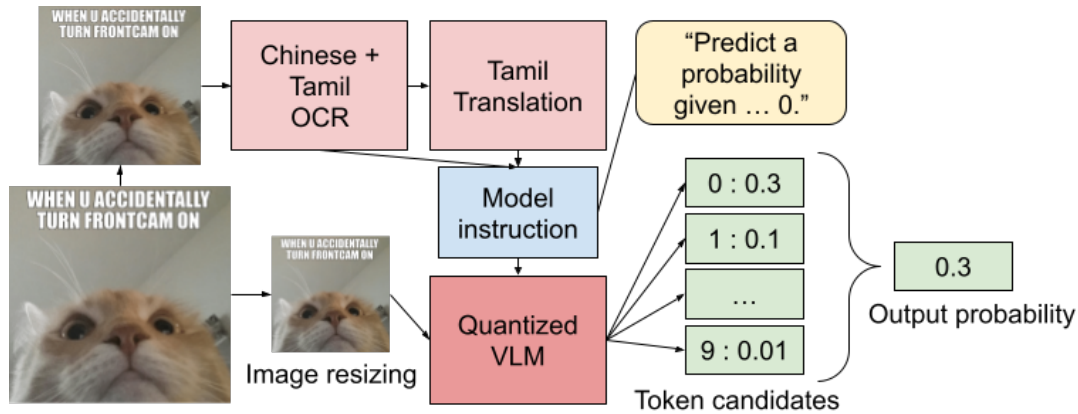 WHEN U ACCIDENTALLY
TURN FRONTCAM ON
Chinese +
Tamil
OCR
Tamil
Translation
“Predict a
probability
given … 0.”
WHEN U ACCIDENTALLY
TURN FRONTCAM ON
Model
instruction
WHEN U ACCIDENTALLY
TURN FRONTCAM ON
Image resizing
Quantized
VLM
0 : 0.3
1 : 0.1
…
9 : 0.01
Token candidates
0.3
Output probability